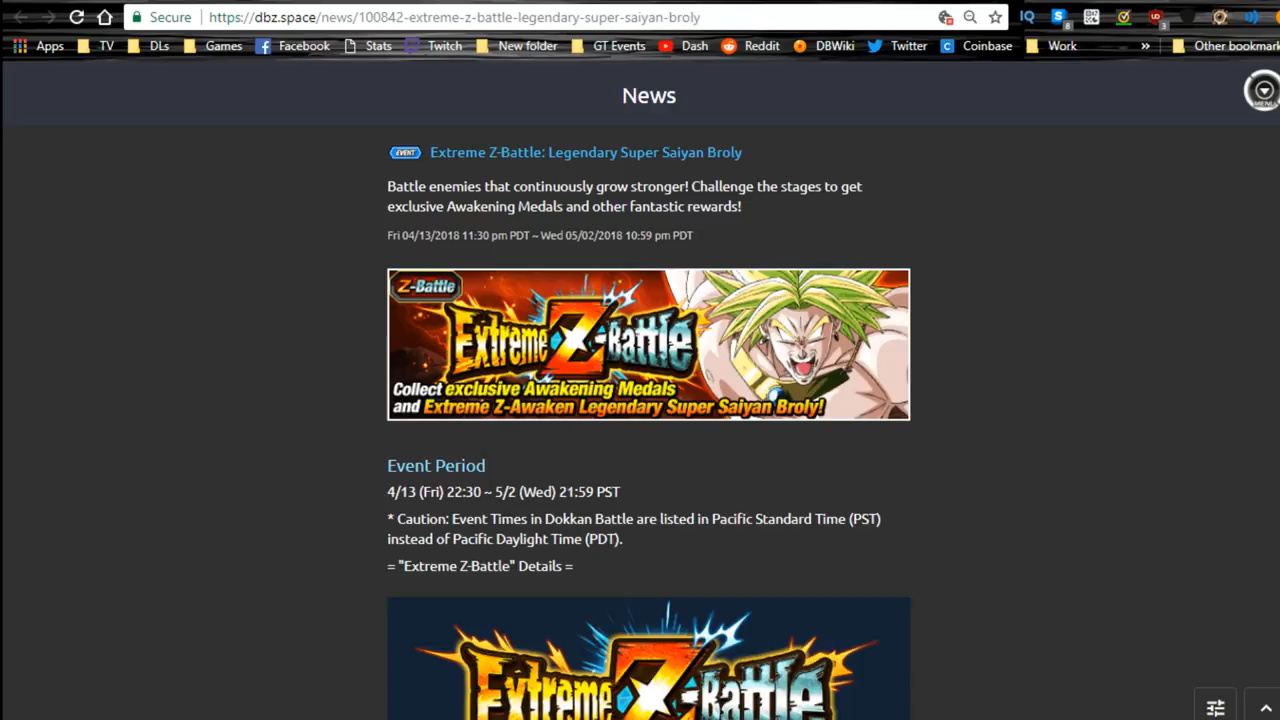 Secure https://dbz.space/news/100842-extreme-z-battle-legendary-super-saiyan-broly
Apps TV DLs Games Facebook Stats Twitch New folder GT Events Dash Reddit DBWiki Twitter Coinbase Work » Other bookmark
News
MENU
EVENT Extreme Z-Battle: Legendary Super Saiyan Broly
Battle enemies that continuously grow stronger! Challenge the stages to get
exclusive Awakening Medals and other fantastic rewards!
Fri 04/13/2018 11:30 pm PDT ~ Wed 05/02/2018 10:59 pm PDT
Z-Battle
Extreme Z-Battle
Collect exclusive Awakening Medals
and Extreme Z-Awaken Legendary Super Saiyan Broly!
Event Period
4/13 (Fri) 22:30 ~ 5/2 (Wed) 21:59 PST
* Caution: Event Times in Dokkan Battle are listed in Pacific Standard Time (PST)
instead of Pacific Daylight Time (PDT).
= "Extreme Z-Battle" Details =
Extreme Z-Battle